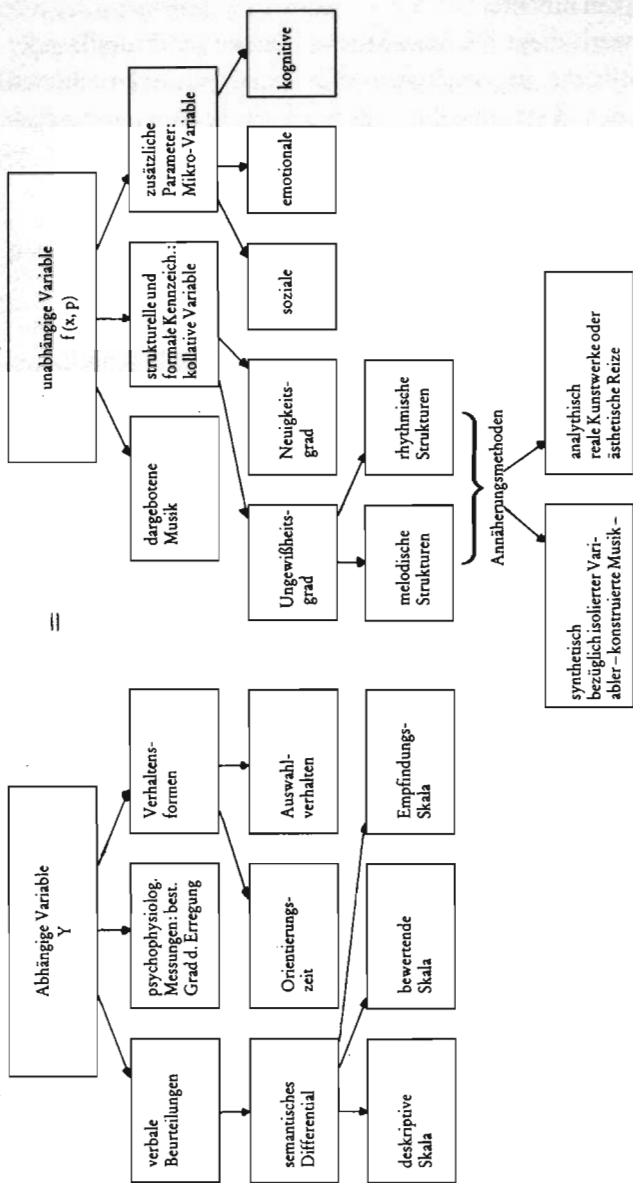 Abhängige Variable
Y
=
unabhängige Variable
f (x, p)
verbale
Beurteilungen
psychophysiolog.
Messungen: best.
Grad d. Erregung
Verhaltens-
formen
dargebotene
Musik
strukturelle und
formale Kennzeich.:
kollative Variable
zusätzliche
Parameter:
Mikro-Variable
semantisches
Differential
Orientierungs-
zeit
Auswahl-
verhalten
Ungewißheits-
grad
Neuigkeits-
grad
soziale
emotionale
kognitive
deskriptive
Skala
bewertende
Skala
Empfindungs-
Skala
melodische
Strukturen
rhythmische
Strukturen
Annäherungsmethoden
synthetisch
bezüglich isolierter Vari-
abler – konstruierte Musik –
analythisch
reale Kunstwerke oder
ästhetische Reize